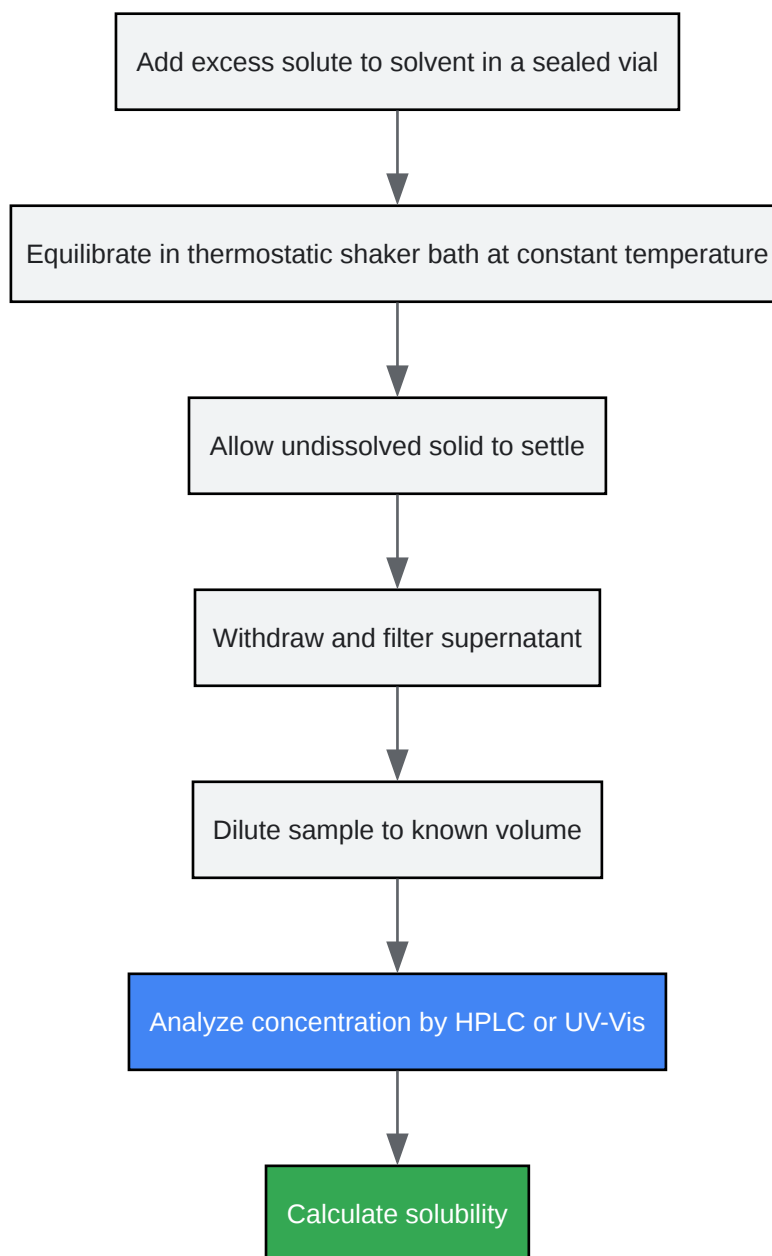 Add excess solute to solvent in a sealed vial
Equilibrate in thermostatic shaker bath at constant temperature
Allow undissolved solid to settle
Withdraw and filter supernatant
Dilute sample to known volume
Analyze concentration by HPLC or UV-Vis
Calculate solubility